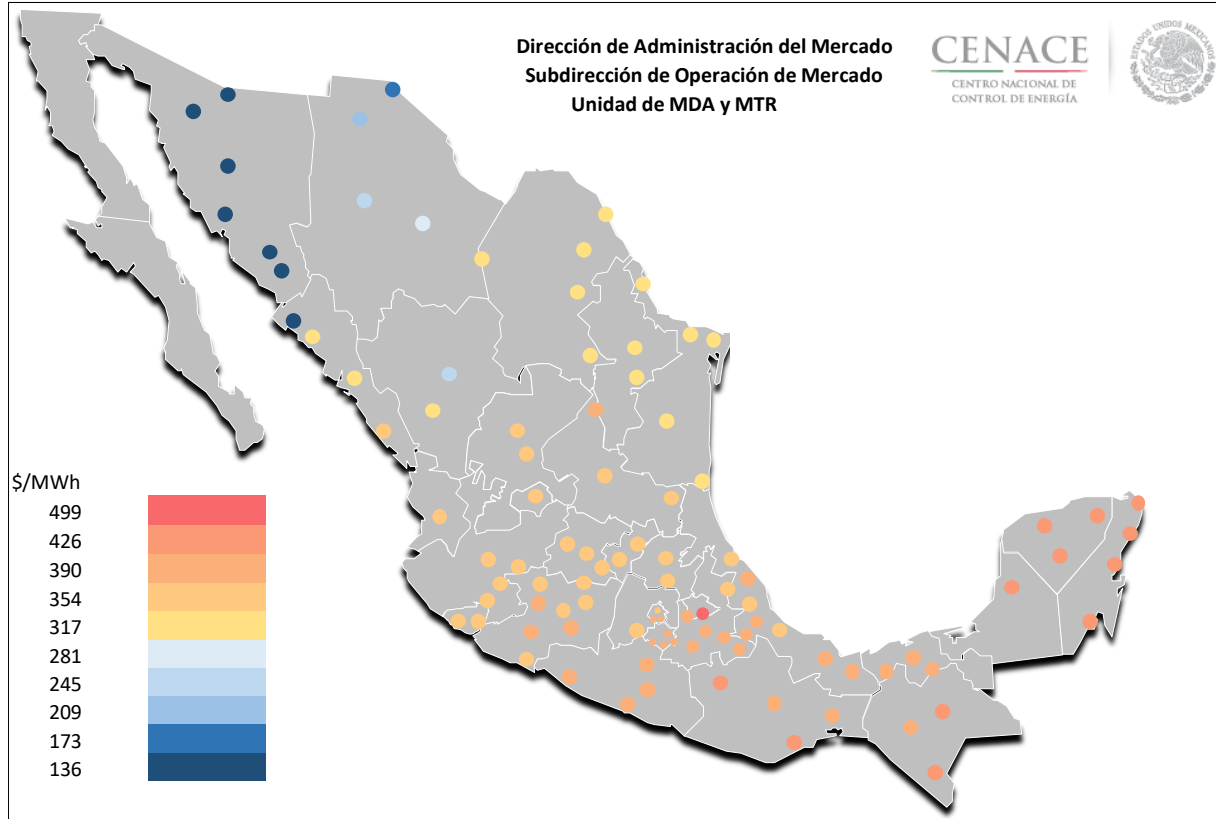 Dirección de Administración del Mercado
Subdirección de Operación de Mercado
Unidad de MDA y MTR
CENACE
CENTRO NACIONAL DE
CONTROL DE ENERGÍA
ESTADOS UNIDOS MEXICANOS
$/MWh
499
426
390
354
317
281
245
209
173
136